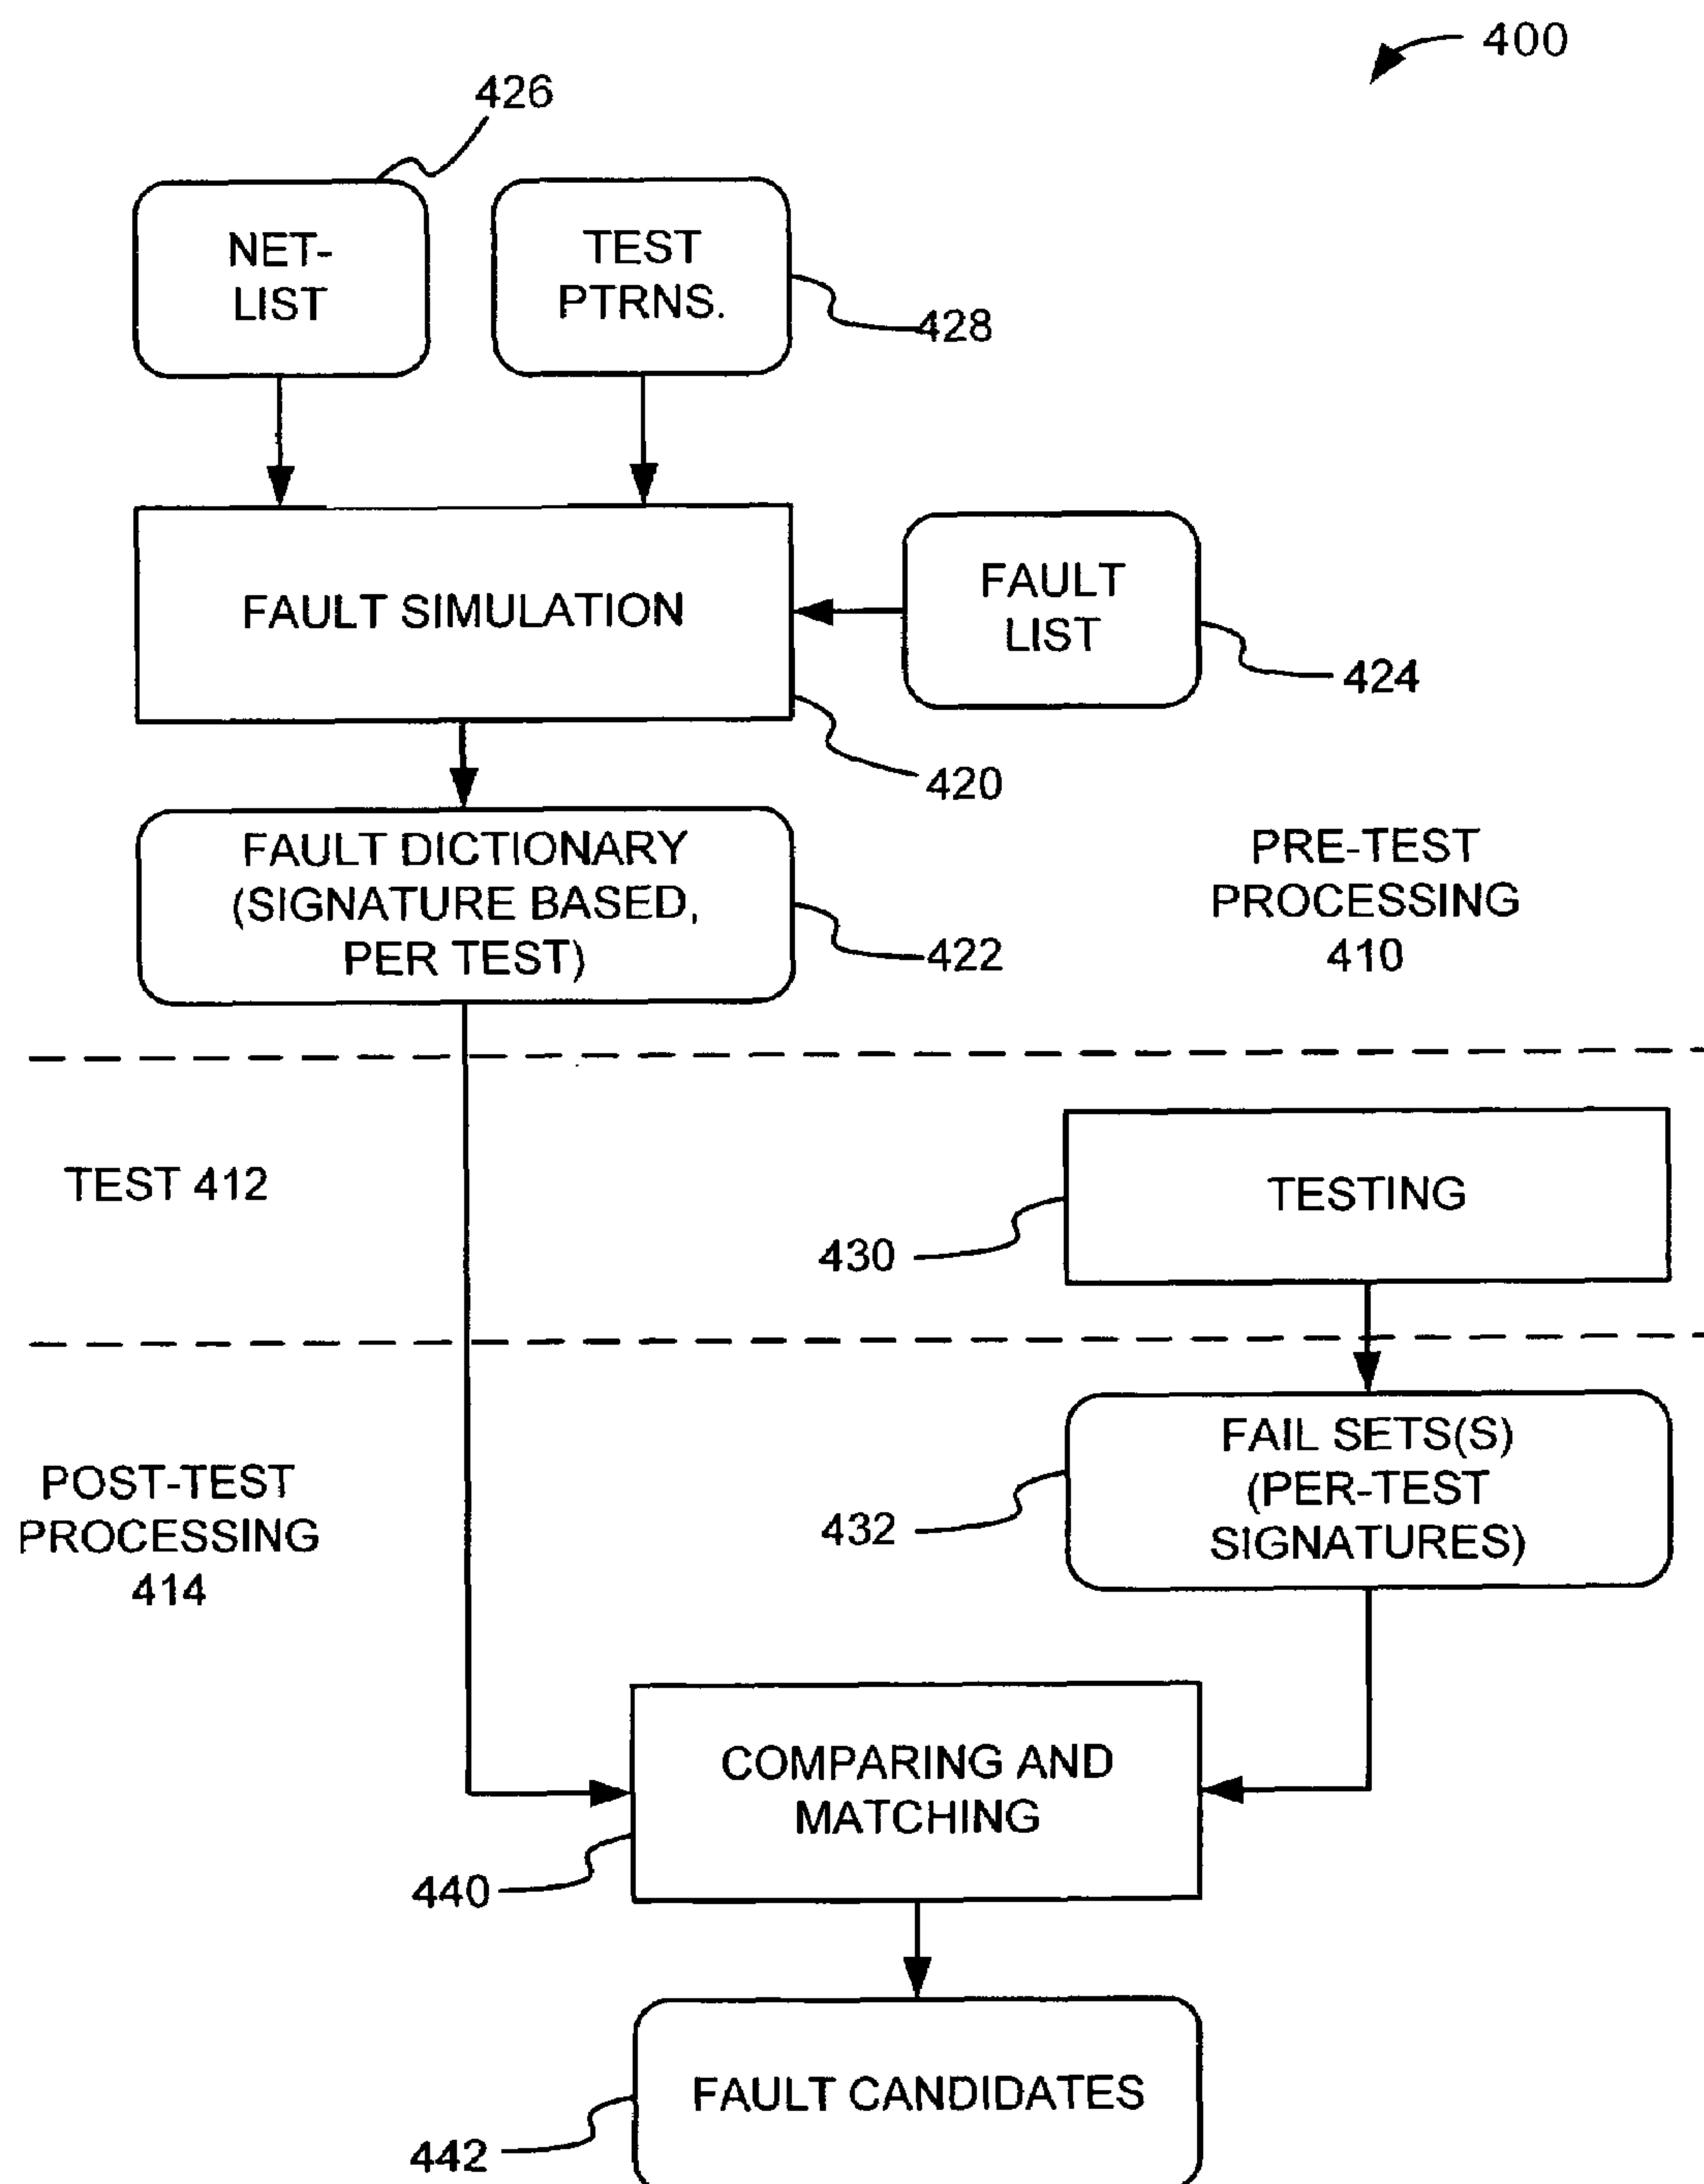 400
426
NET-
LIST
TEST
PTRNS.
428
FAULT SIMULATION
FAULT
LIST
424
420
FAULT DICTIONARY
(SIGNATURE BASED,
PER TEST)
422
PRE-TEST
PROCESSING
410
TEST 412
TESTING
430
POST-TEST
PROCESSING
414
FAIL SETS(S)
(PER-TEST
SIGNATURES)
432
COMPARING AND
MATCHING
440
FAULT CANDIDATES
442